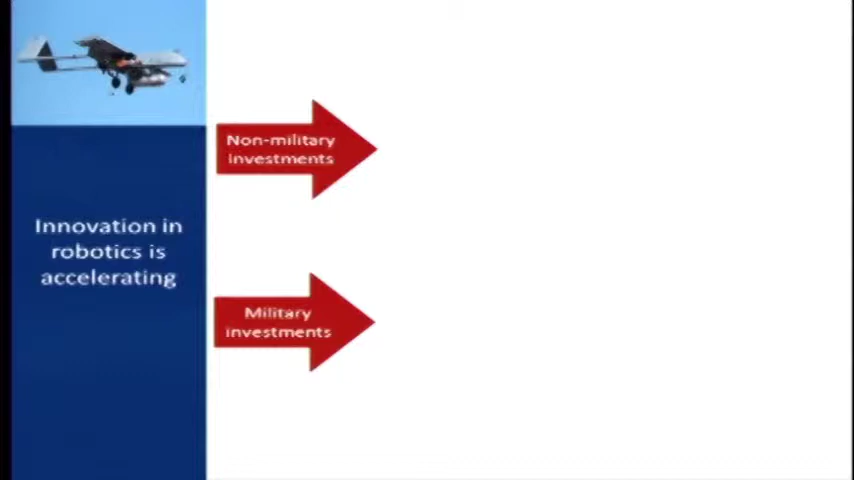 Non-military
investments
Innovation in
robotics is
accelerating
Military
investments